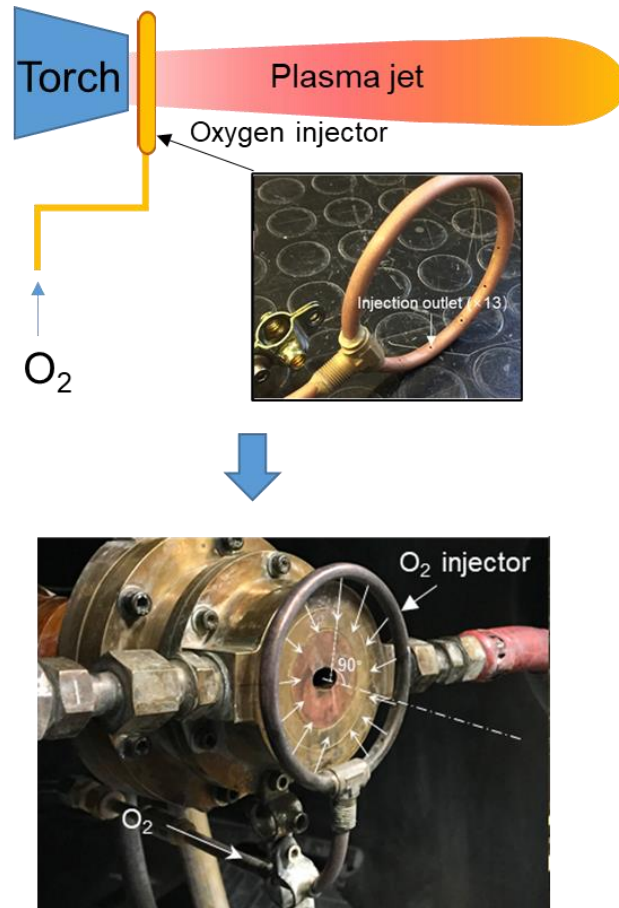 Torch
Plasma jet
Oxygen injector
Injection outlet (×13)
O₂
O₂ injector
90°
O₂